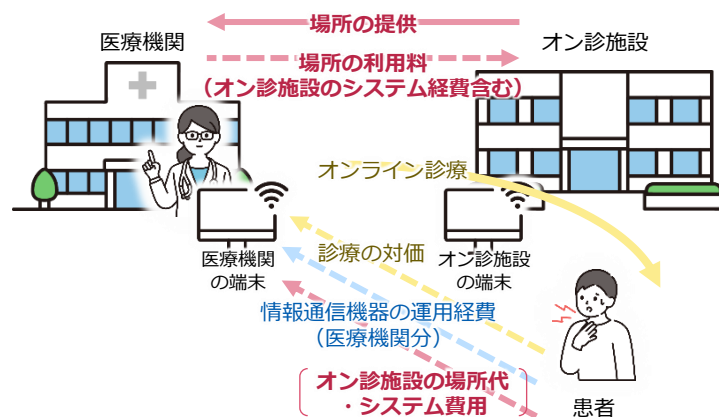 場所の提供
医療機関
オン診施設
場所の利用料
（オン診施設のシステム経費含む）
オンライン診療
医療機関
の端末
診療の対価
オン診施設
の端末
情報通信機器の運用経費
（医療機関分）
オン診施設の場所代
・システム費用
患者